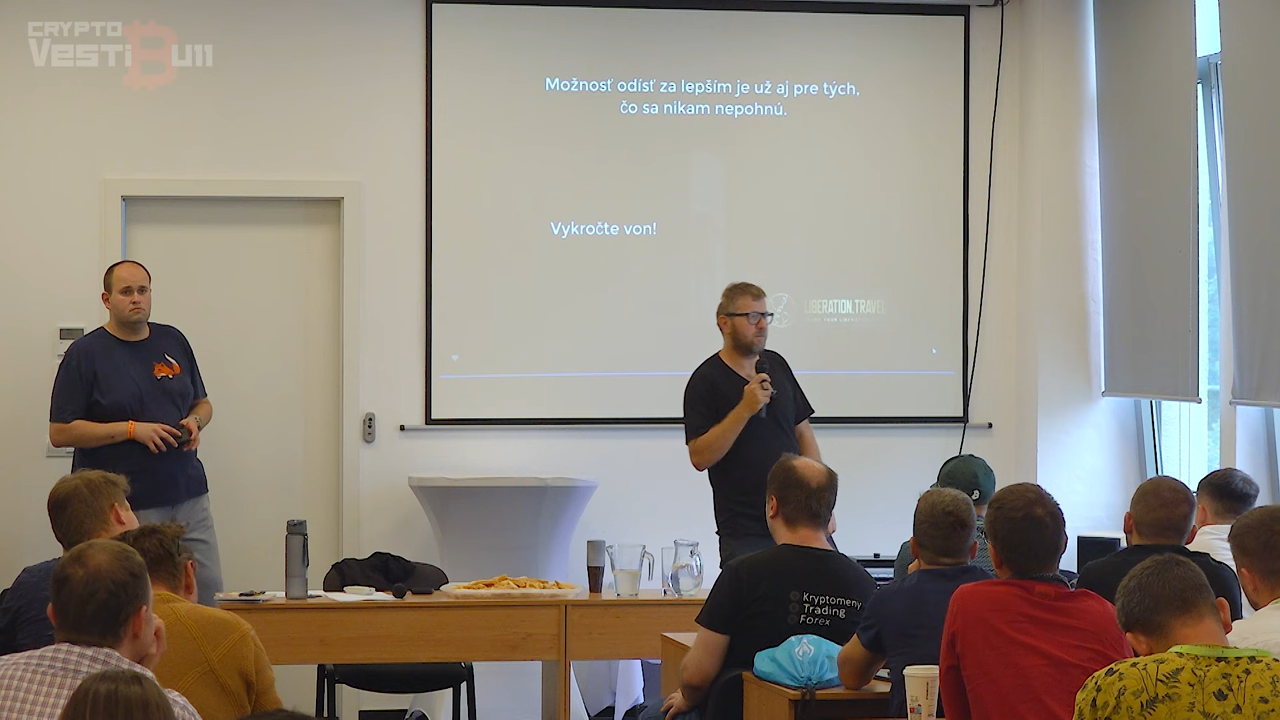 CRYPTO
VestiBull
Možnosť odísť za lepším je už aj pre tých,
čo sa nikam nepohnú.
Vykročte von!
LIBERATION.TRAVEL
Kryptomeny
Trading
Forex